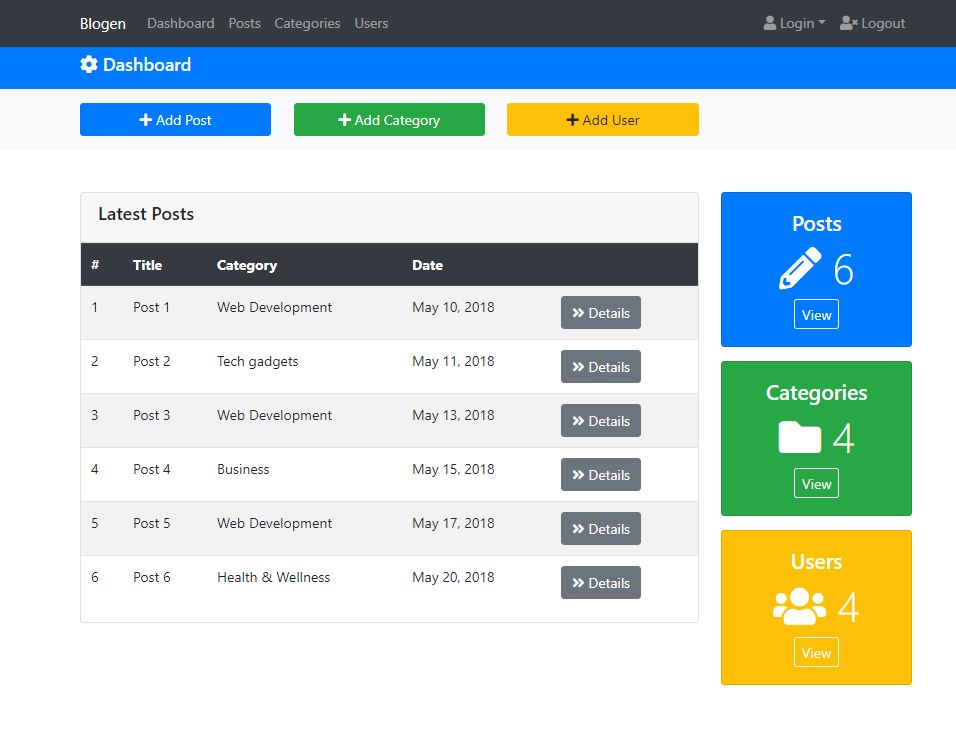 Blogen Dashboard Posts Categories Users Login Logout
Dashboard
Add Post Add Category Add User
Latest Posts
# Title Category Date
1 Post 1 Web Development May 10, 2018 Details
2 Post 2 Tech gadgets May 11, 2018 Details
3 Post 3 Web Development May 13, 2018 Details
4 Post 4 Business May 15, 2018 Details
5 Post 5 Web Development May 17, 2018 Details
6 Post 6 Health & Wellness May 20, 2018 Details
Posts
6
View
Categories
4
View
Users
4
View